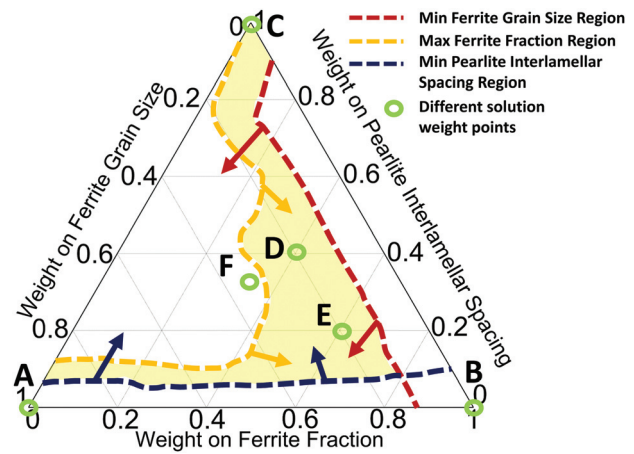 0
1
C
Min Ferrite Grain Size Region
Max Ferrite Fraction Region
Min Pearlite Interlamellar
Spacing Region
Different solution
weight points
Weight on Ferrite Grain Size
Weight on Pearlite Interlamellar Spacing
0.2
0.8
0.4
0.6
0.6
0.4
0.8
0.2
D
F
E
A
B
1
0
0
0.2
0.4
0.6
0.8
1
Weight on Ferrite Fraction